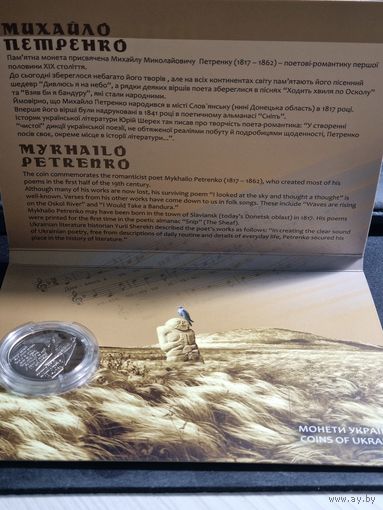 МИХАЙЛО
ПЕТРЕНКО
Пам'ятна монета присвячена Михайлу Миколайовичу Петренку (1817 – 1862) – поетові-романтику першої
половини XIX століття.
До сьогодні збереглося небагато його творів , але на всіх континентах світу пам'ятають його пісенний
шедевр "Дивлюсь я на небо", а рядки деяких віршів поета збереглися в піснях "Ходить хвиля по Осколу"
та "Взяв би я бандуру", які стали народними.
Ймовірно, що Михайло Петренко народився в місті Слов'янську (нині Донецька область) в 1817 році.
Вперше його вірші були надруковані в 1841 році в поетичному альманасі "Сніпъ".
Історик української літератури Юрій Шерех так писав про творчість поета-романтика: "У створенні
"чистої" дикції української поезії, не обтяженої реаліями побуту й подробицями щоденності, Петренко
посів своє, окреме місце в історії літератури...".
MYKHAILO
PETRENKO
The coin commemorates the romanticist poet Mykhailo Petrenko (1817 – 1862), who created most of his
poems in the first half of the 19th century.
Although many of his works are now lost, his surviving poem "I looked at the sky and thought a thought" is
well-known. Verses from his other works have come down to us in folk songs. These include "Waves are rising
on the Oskol River" and "I Would Take a Bandura".
Mykhailo Petrenko may have been born in the town of Slaviansk (today's Donetsk oblast) in 1817. His poems
were printed for the first time in the poetic almanac "Snip" (The Sheaf).
Ukrainian literature historian Yurii Sherekh described the poet's works as follows: "In creating the clear sound
of Ukrainian poetry, free from descriptions of daily routine and details of everyday life, Petrenko secured his
place in the history of literature."
МОНЕТИ УКРАЇ
COINS OF UKRA
shop.ay.by